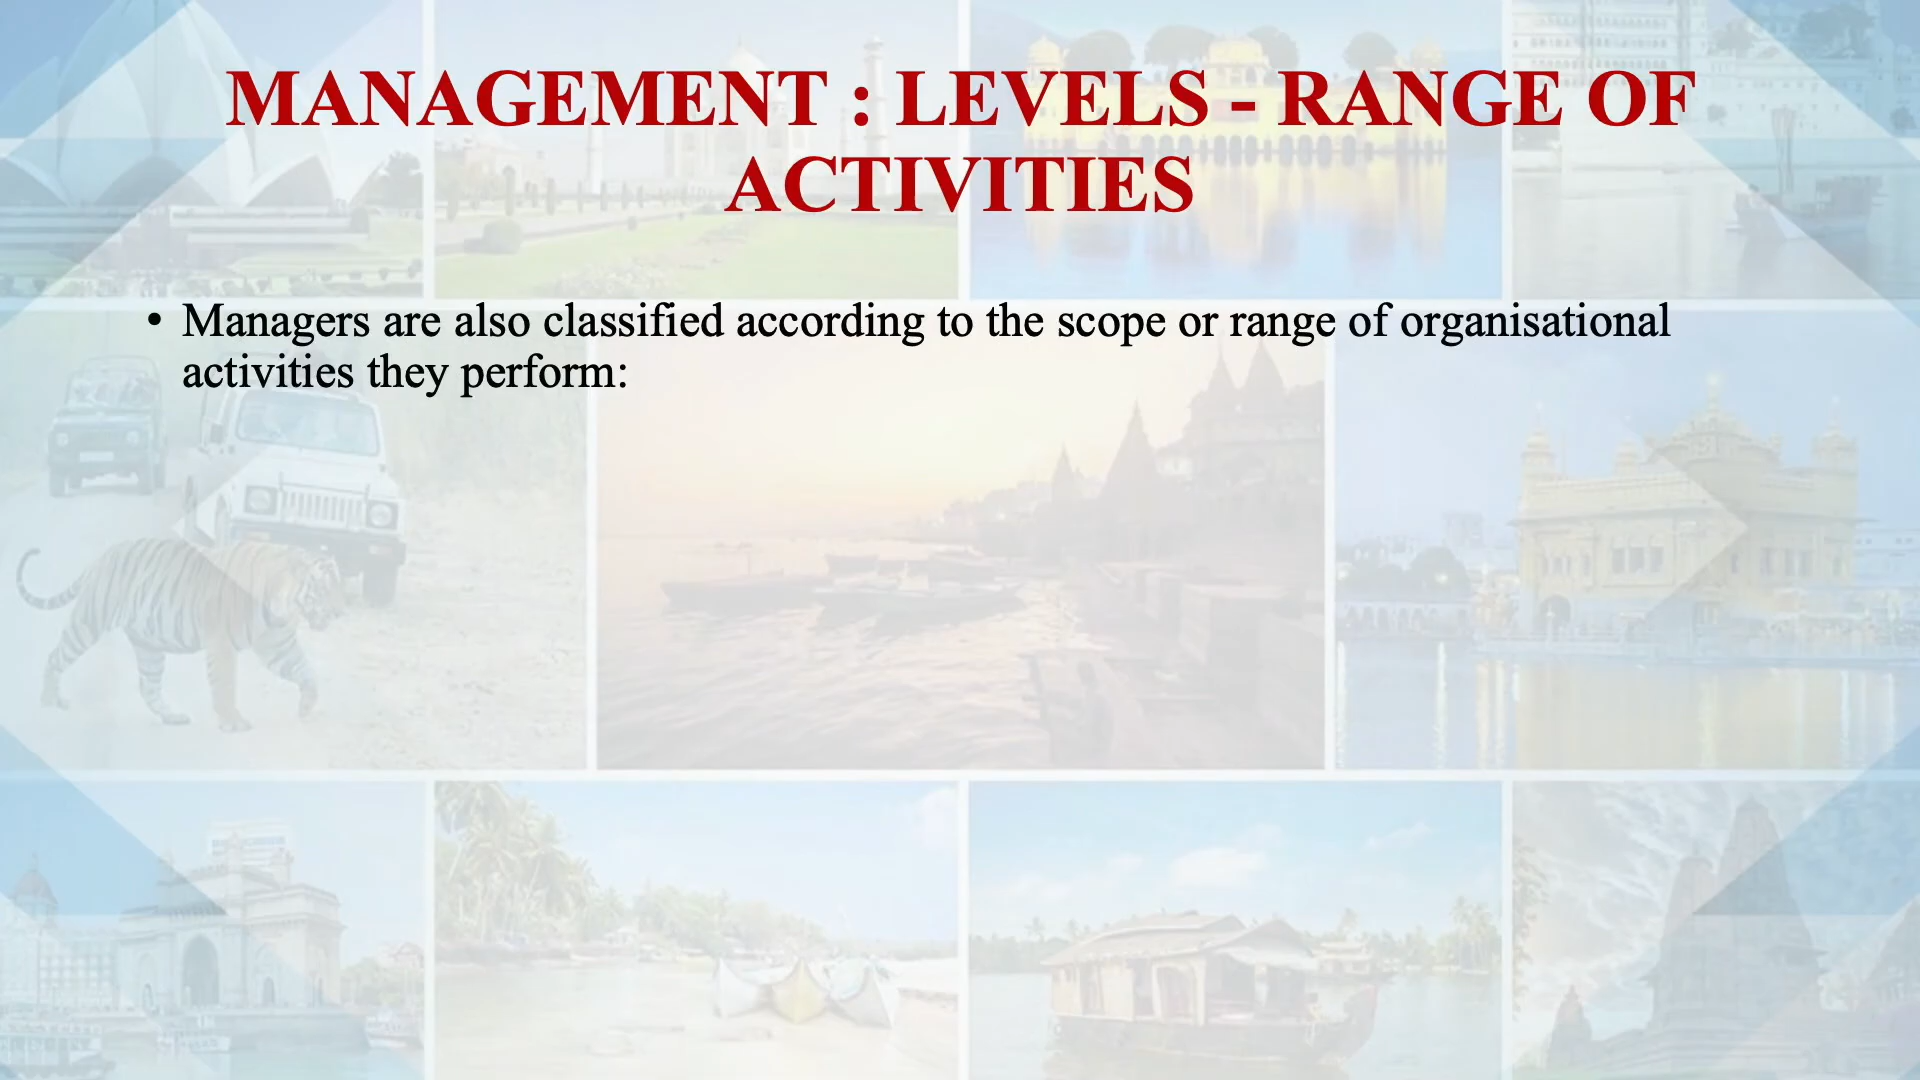 MANAGEMENT : LEVELS - RANGE OF
ACTIVITIES
• Managers are also classified according to the scope or range of organisational
activities they perform: